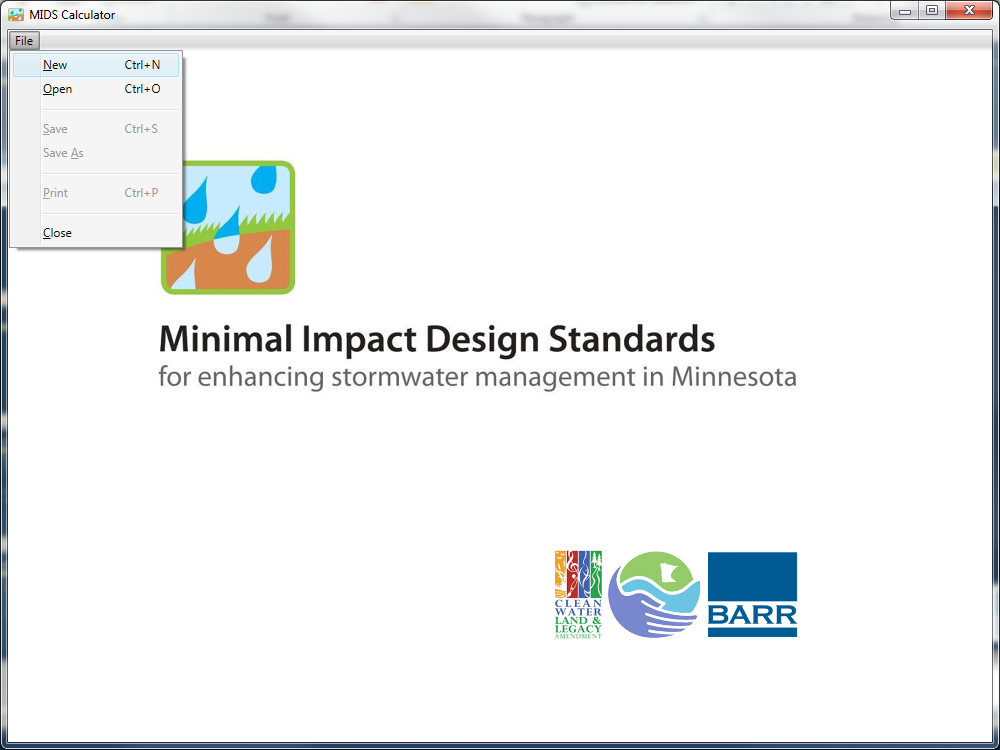 MIDS Calculator
File
New Ctrl+N
Open Ctrl+O
Save Ctrl+S
Save As
Print Ctrl+P
Close
Minimal Impact Design Standards
for enhancing stormwater management in Minnesota
CLEAN
WATER
LAND &
LEGACY
AMENDMENT
BARR